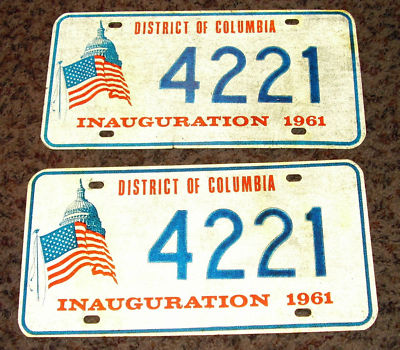 DISTRICT OF COLUMBIA
4221
INAUGURATION 1961
DISTRICT OF COLUMBIA
4221
INAUGURATION 1961